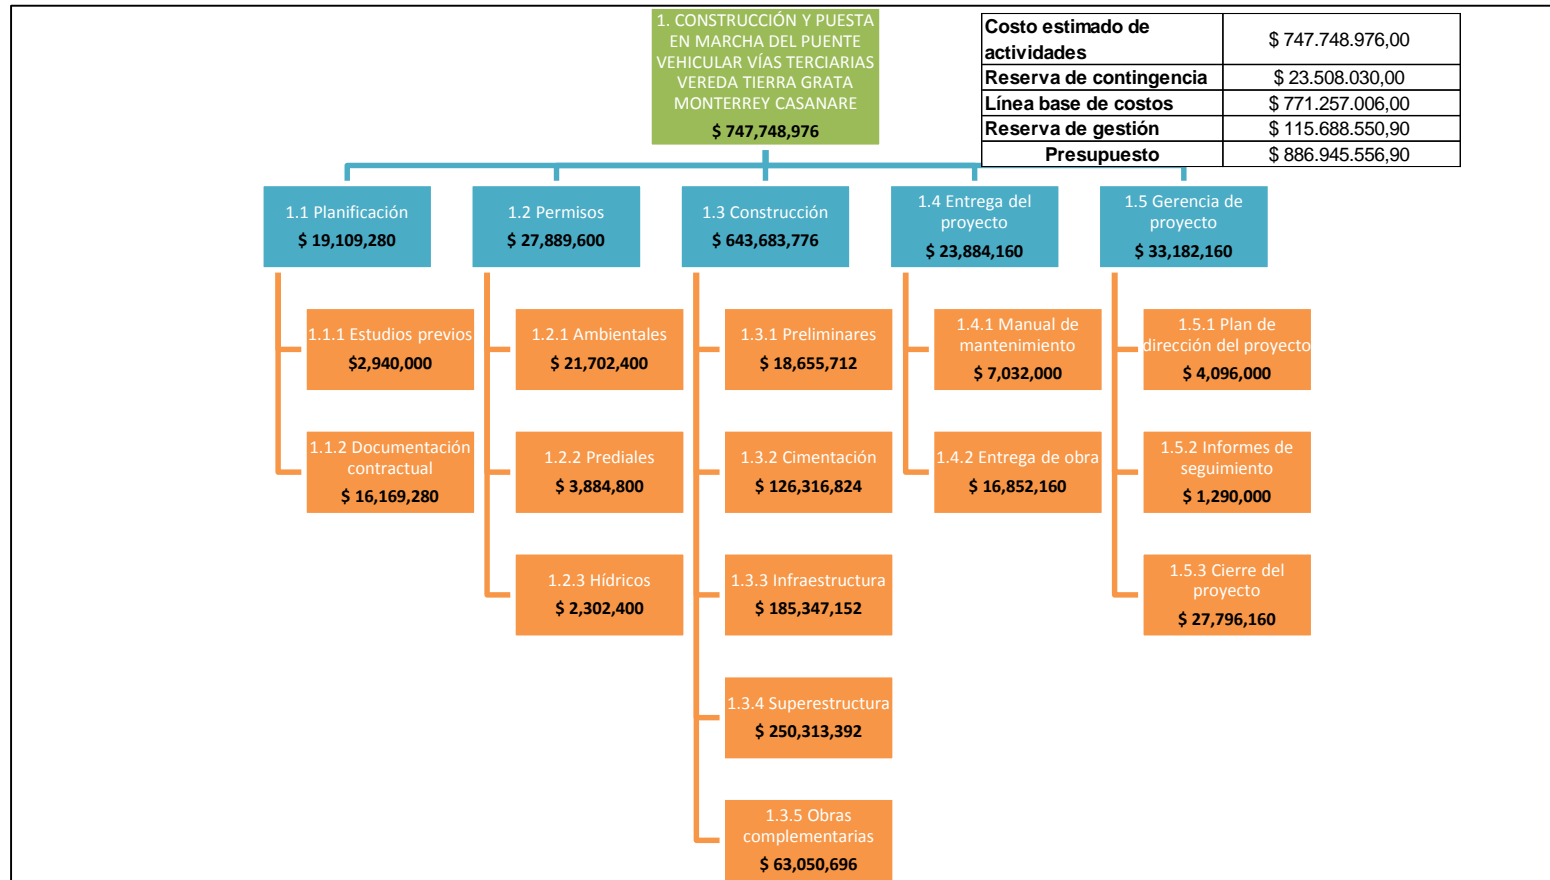 1. CONSTRUCCIÓN Y PUESTA
EN MARCHA DEL PUENTE
VEHICULAR VÍAS TERCIARIAS
VEREDA TIERRA GRATA
MONTERREY CASANARE
$ 747,748,976
Costo estimado de
actividades
$ 747.748.976,00
Reserva de contingencia
$ 23.508.030,00
Línea base de costos
$ 771.257.006,00
Reserva de gestión
$ 115.688.550,90
Presupuesto
$ 886.945.556,90
1.1 Planificación
$ 19,109,280
1.2 Permisos
$ 27,889,600
1.3 Construcción
$ 643,683,776
1.4 Entrega del
proyecto
$ 23,884,160
1.5 Gerencia de
proyecto
$ 33,182,160
1.1.1 Estudios previos
$2,940,000
1.1.2 Documentación
contractual
$ 16,169,280
1.2.1 Ambientales
$ 21,702,400
1.2.2 Prediales
$ 3,884,800
1.2.3 Hídricos
$ 2,302,400
1.3.1 Preliminares
$ 18,655,712
1.3.2 Cimentación
$ 126,316,824
1.3.3 Infraestructura
$ 185,347,152
1.3.4 Superestructura
$ 250,313,392
1.3.5 Obras
complementarias
$ 63,050,696
1.4.1 Manual de
mantenimiento
$ 7,032,000
1.4.2 Entrega de obra
$ 16,852,160
1.5.1 Plan de
dirección del proyecto
$ 4,096,000
1.5.2 Informes de
seguimiento
$ 1,290,000
1.5.3 Cierre del
proyecto
$ 27,796,160